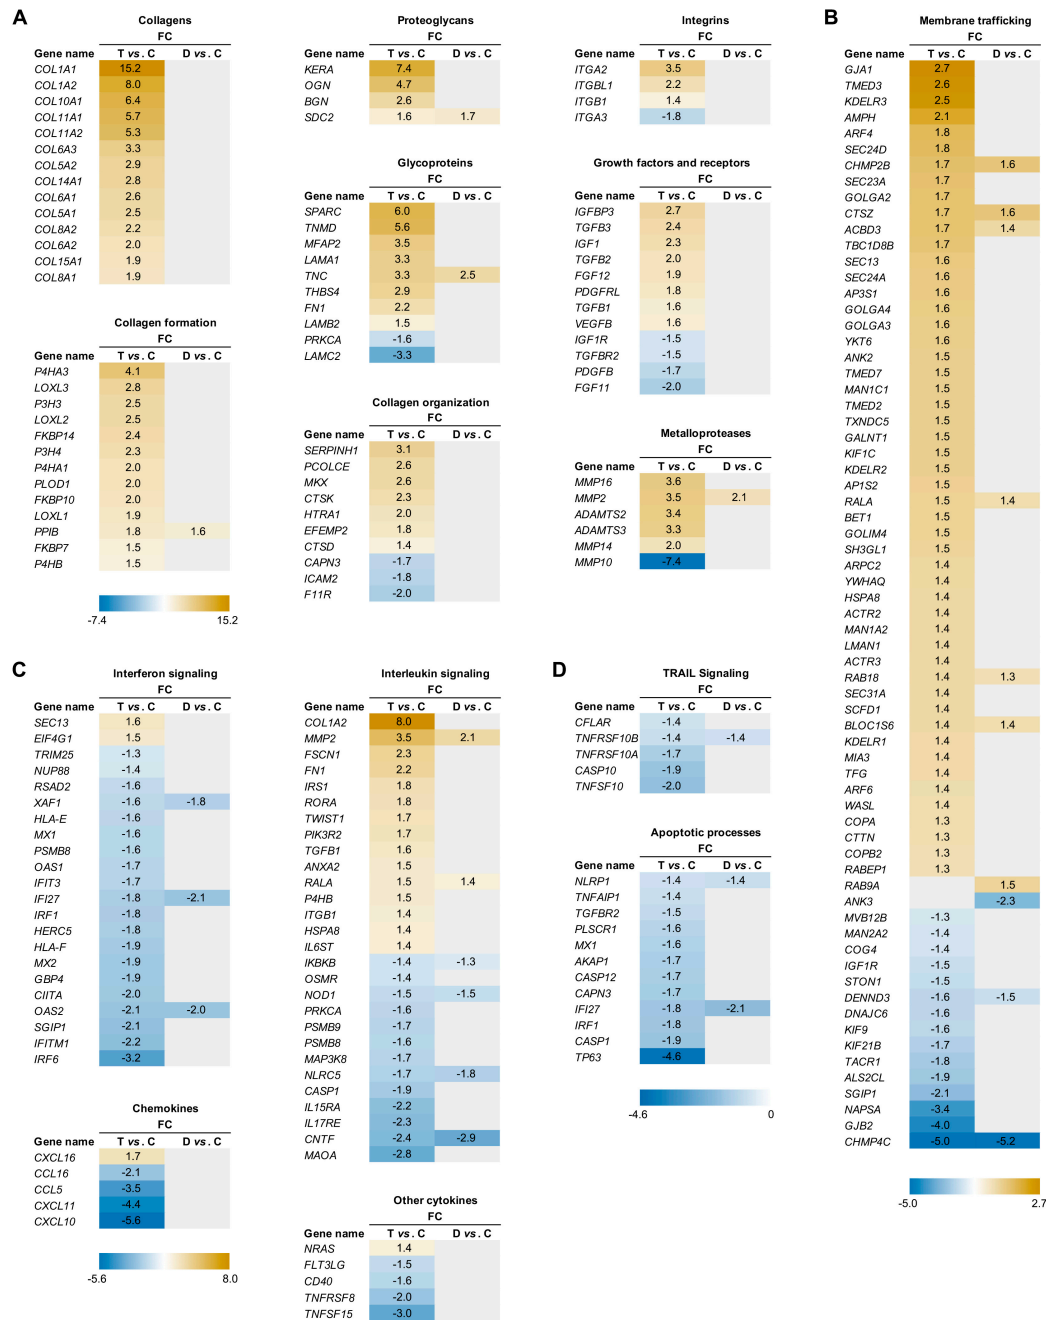 A
Collagens
FC
Gene name T vs. C D vs. C
COL1A1 15.2
COL1A2 8.0
COL10A1 6.4
COL11A1 5.7
COL11A2 5.3
COL6A3 3.3
COL5A2 2.9
COL14A1 2.8
COL6A1 2.6
COL5A1 2.5
COL8A2 2.2
COL6A2 2.0
COL15A1 1.9
COL8A1 1.9
Collagen formation
FC
Gene name T vs. C D vs. C
P4HA3 4.1
LOXL3 2.8
P3H3 2.5
LOXL2 2.5
FKBP14 2.4
P3H4 2.3
P4HA1 2.0
PLOD1 2.0
FKBP10 2.0
LOXL1 1.9
PPIB 1.8 1.6
FKBP7 1.5
P4HB 1.5
-7.4 15.2
Proteoglycans
FC
Gene name T vs. C D vs. C
KERA 7.4
OGN 4.7
BGN 2.6
SDC2 1.6 1.7
Glycoproteins
FC
Gene name T vs. C D vs. C
SPARC 6.0
TNMD 5.6
MFAP2 3.5
LAMA1 3.3
TNC 3.3 2.5
THBS4 2.9
FN1 2.2
LAMB2 1.5
PRKCA -1.6
LAMC2 -3.3
Collagen organization
FC
Gene name T vs. C D vs. C
SERPINH1 3.1
PCOLCE 2.6
MKX 2.6
CTSK 2.3
HTRA1 2.0
EFEMP2 1.8
CTSD 1.4
CAPN3 -1.7
ICAM2 -1.8
F11R -2.0
Integrins
FC
Gene name T vs. C D vs. C
ITGA2 3.5
ITGBL1 2.2
ITGB1 1.4
ITGA3 -1.8
Growth factors and receptors
FC
Gene name T vs. C D vs. C
IGFBP3 2.7
TGFB3 2.4
IGF1 2.3
TGFB2 2.0
FGF12 1.9
PDGFRL 1.8
TGFB1 1.6
VEGFB 1.6
IGF1R -1.5
TGFBR2 -1.5
PDGFB -1.7
FGF11 -2.0
Metalloproteases
FC
Gene name T vs. C D vs. C
MMP16 3.6
MMP2 3.5 2.1
ADAMTS2 3.4
ADAMTS3 3.3
MMP14 2.0
MMP10 -7.4
B
Membrane trafficking
FC
Gene name T vs. C D vs. C
GJA1 2.7
TMED3 2.6
KDELR3 2.5
AMPH 2.1
ARF4 1.8
SEC24D 1.8
CHMP2B 1.7 1.6
SEC23A 1.7
GOLGA2 1.7
CTSZ 1.7 1.6
ACBD3 1.7 1.4
TBC1D8B 1.7
SEC13 1.6
SEC24A 1.6
AP3S1 1.6
GOLGA4 1.6
GOLGA3 1.6
YKT6 1.6
ANK2 1.5
TMED7 1.5
MAN1C1 1.5
TMED2 1.5
TXNDC5 1.5
GALNT1 1.5
KIF1C 1.5
KDELR2 1.5
AP1S2 1.5
RALA 1.5 1.4
BET1 1.5
GOLIM4 1.5
SH3GL1 1.5
ARPC2 1.4
YWHAQ 1.4
HSPA8 1.4
ACTR2 1.4
MAN1A2 1.4
LMAN1 1.4
ACTR3 1.4
RAB18 1.4 1.3
SEC31A 1.4
SCFD1 1.4
BLOC1S6 1.4 1.4
KDELR1 1.4
MIA3 1.4
TFG 1.4
ARF6 1.4
WASL 1.4
COPA 1.3
CTTN 1.3
COPB2 1.3
RABEP1 1.3
RAB9A 1.5
ANK3 -2.3
MVB12B -1.3
MAN2A2 -1.4
COG4 -1.4
IGF1R -1.5
STON1 -1.5
DENND3 -1.6 -1.5
DNAJC6 -1.6
KIF9 -1.6
KIF21B -1.7
TACR1 -1.8
ALS2CL -1.9
SGIP1 -2.1
NAPSA -3.4
GJB2 -4.0
CHMP4C -5.0 -5.2
-5.0 2.7
C
Interferon signaling
FC
Gene name T vs. C D vs. C
SEC13 1.6
EIF4G1 1.5
TRIM25 -1.3
NUP88 -1.4
RSAD2 -1.6
XAF1 -1.6 -1.8
HLA-E -1.6
MX1 -1.6
PSMB8 -1.6
OAS1 -1.7
IFIT3 -1.7
IFI27 -1.8 -2.1
IRF1 -1.8
HERC5 -1.8
HLA-F -1.9
MX2 -1.9
GBP4 -1.9
CIITA -2.0
OAS2 -2.1 -2.0
SGIP1 -2.1
IFITM1 -2.2
IRF6 -3.2
Chemokines
FC
Gene name T vs. C D vs. C
CXCL16 1.7
CCL16 -2.1
CCL5 -3.5
CXCL11 -4.4
CXCL10 -5.6
-5.6 8.0
Interleukin signaling
FC
Gene name T vs. C D vs. C
COL1A2 8.0
MMP2 3.5 2.1
FSCN1 2.3
FN1 2.2
IRS1 1.8
RORA 1.8
TWIST1 1.7
PIK3R2 1.7
TGFB1 1.6
ANXA2 1.5
RALA 1.5 1.4
P4HB 1.5
ITGB1 1.4
HSPA8 1.4
IL6ST 1.4
IKBKB -1.4 -1.3
OSMR -1.4
NOD1 -1.5 -1.5
PRKCA -1.6
PSMB9 -1.7
PSMB8 -1.6
MAP3K8 -1.7
NLRC5 -1.7 -1.8
CASP1 -1.9
IL15RA -2.2
IL17RE -2.3
CNTF -2.4 -2.9
MAOA -2.8
Other cytokines
FC
Gene name T vs. C D vs. C
NRAS 1.4
FLT3LG -1.5
CD40 -1.6
TNFRSF8 -2.0
TNFSF15 -3.0
D
TRAIL Signaling
FC
Gene name T vs. C D vs. C
CFLAR -1.4
TNFRSF10B -1.4 -1.4
TNFRSF10A -1.7
CASP10 -1.9
TNFSF10 -2.0
Apoptotic processes
FC
Gene name T vs. C D vs. C
NLRP1 -1.4 -1.4
TNFAIP1 -1.4
TGFBR2 -1.5
PLSCR1 -1.6
MX1 -1.6
AKAP1 -1.7
CASP12 -1.7
CAPN3 -1.7
IFI27 -1.8 -2.1
IRF1 -1.8
CASP1 -1.9
TP63 -4.6
-4.6 0